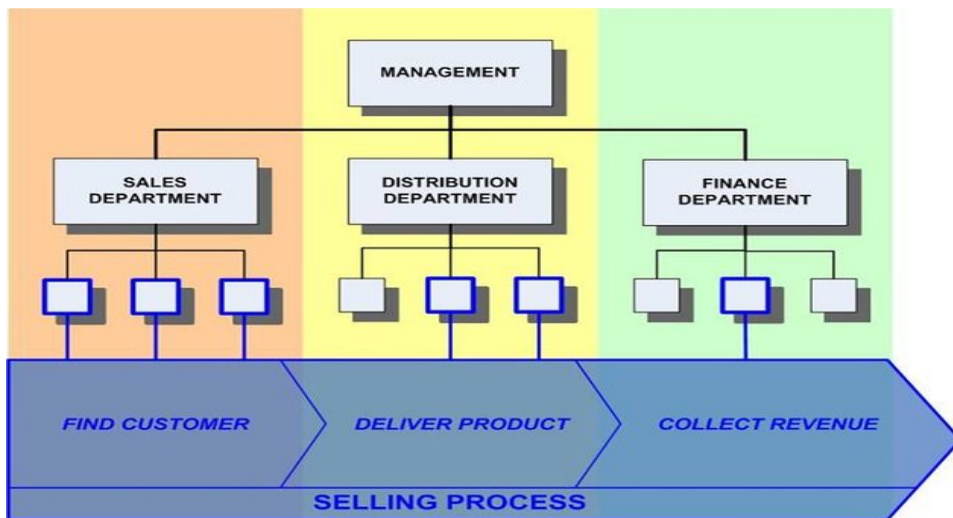 MANAGEMENT
SALES
DEPARTMENT
DISTRIBUTION
DEPARTMENT
FINANCE
DEPARTMENT
FIND CUSTOMER
DELIVER PRODUCT
COLLECT REVENUE
SELLING PROCESS